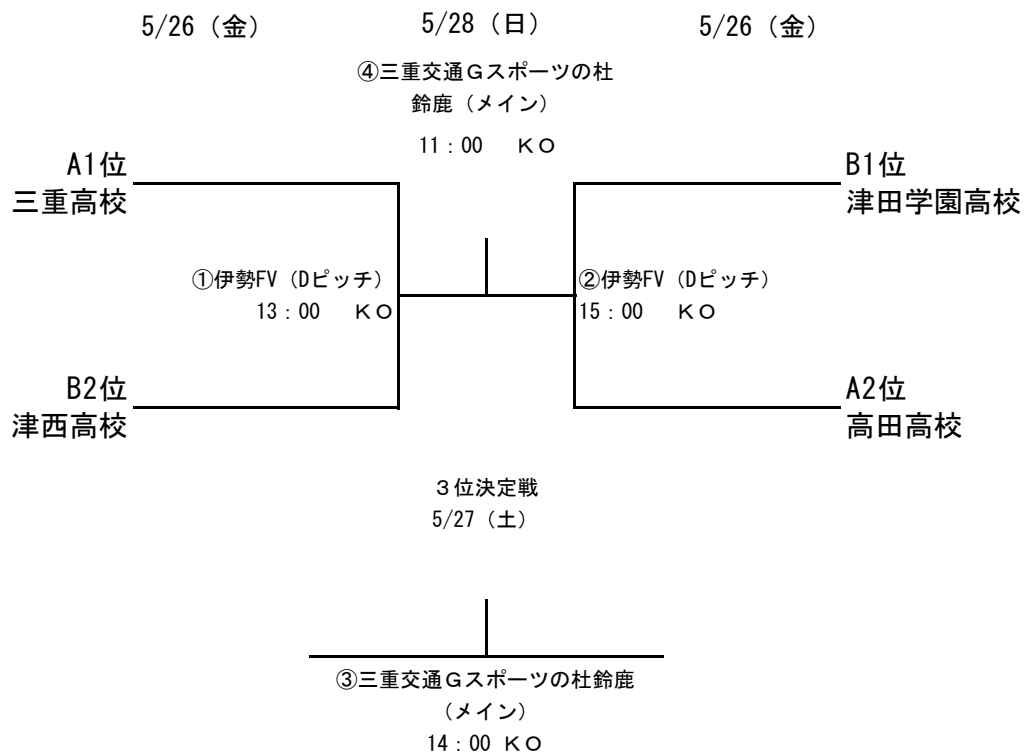 5/26（金）
5/28（日）
5/26（金）
④三重交通Gスポーツの杜
鈴鹿（メイン）
11：00　ＫＯ
A1位
三重高校
B1位
津田学園高校
①伊勢FV（Dピッチ）
13：00　ＫＯ
②伊勢FV（Dピッチ）
15：00　ＫＯ
B2位
津西高校
A2位
高田高校
３位決定戦
5/27（土）
③三重交通Gスポーツの杜鈴鹿
（メイン）
14：00 ＫＯ